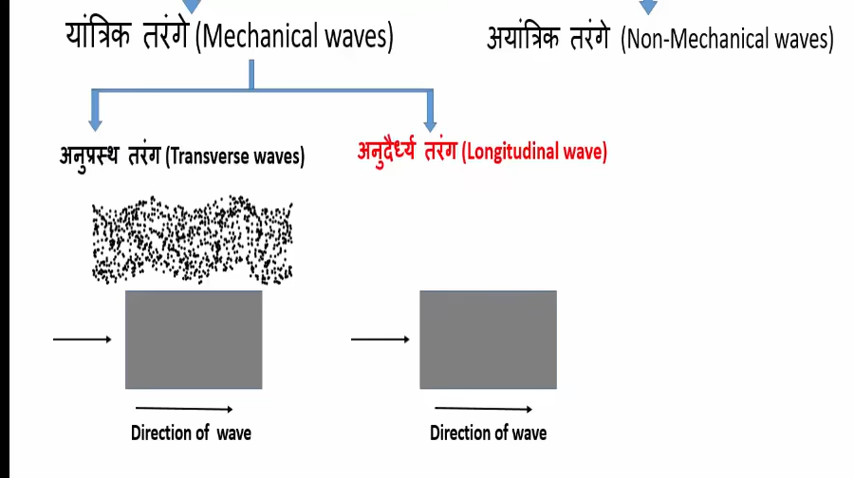 यांत्रिक तरंगे (Mechanical waves)
अयांत्रिक तरंगे (Non-Mechanical waves)
अनुप्रस्थ तरंग (Transverse waves)
अनुदैर्ध्य तरंग (Longitudinal wave)
Direction of wave
Direction of wave